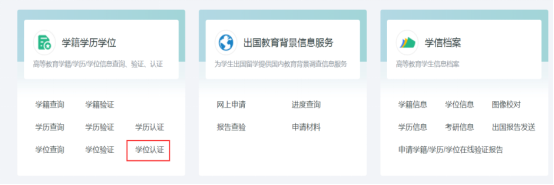 学籍学历学位
高等教育学籍/学历/学位信息查询、验证、认证
学籍查询 学籍验证
学历查询 学历验证 学历认证
学位查询 学位验证 学位认证
出国教育背景信息服务
为学生出国留学提供国内教育背景调查信息服务
网上申请 进度查询
报告查验 申请材料
学信档案
高等教育学生信息档案
学籍信息 学位信息 图像校对
学历信息 考研信息 出国报告发送
申请学籍/学历/学位在线验证报告